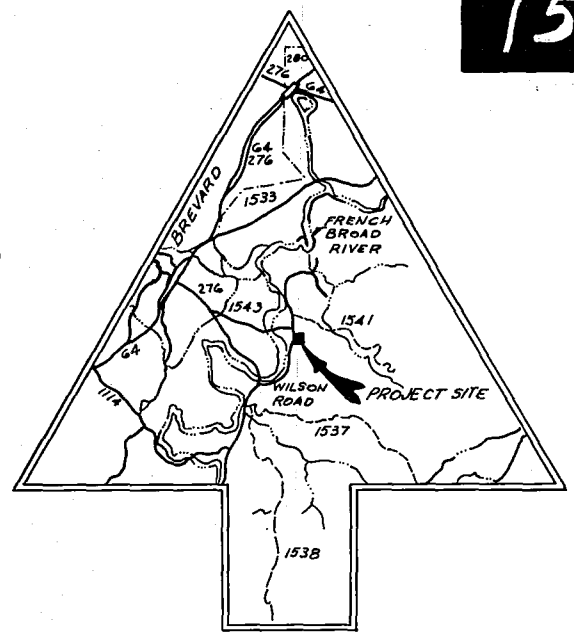 15
280
276
64
64
276
1533
BREVARD
FRENCH
BROAD
RIVER
276
1543
1541
64
WILSON
ROAD
PROJECT SITE
1114
1537
1538